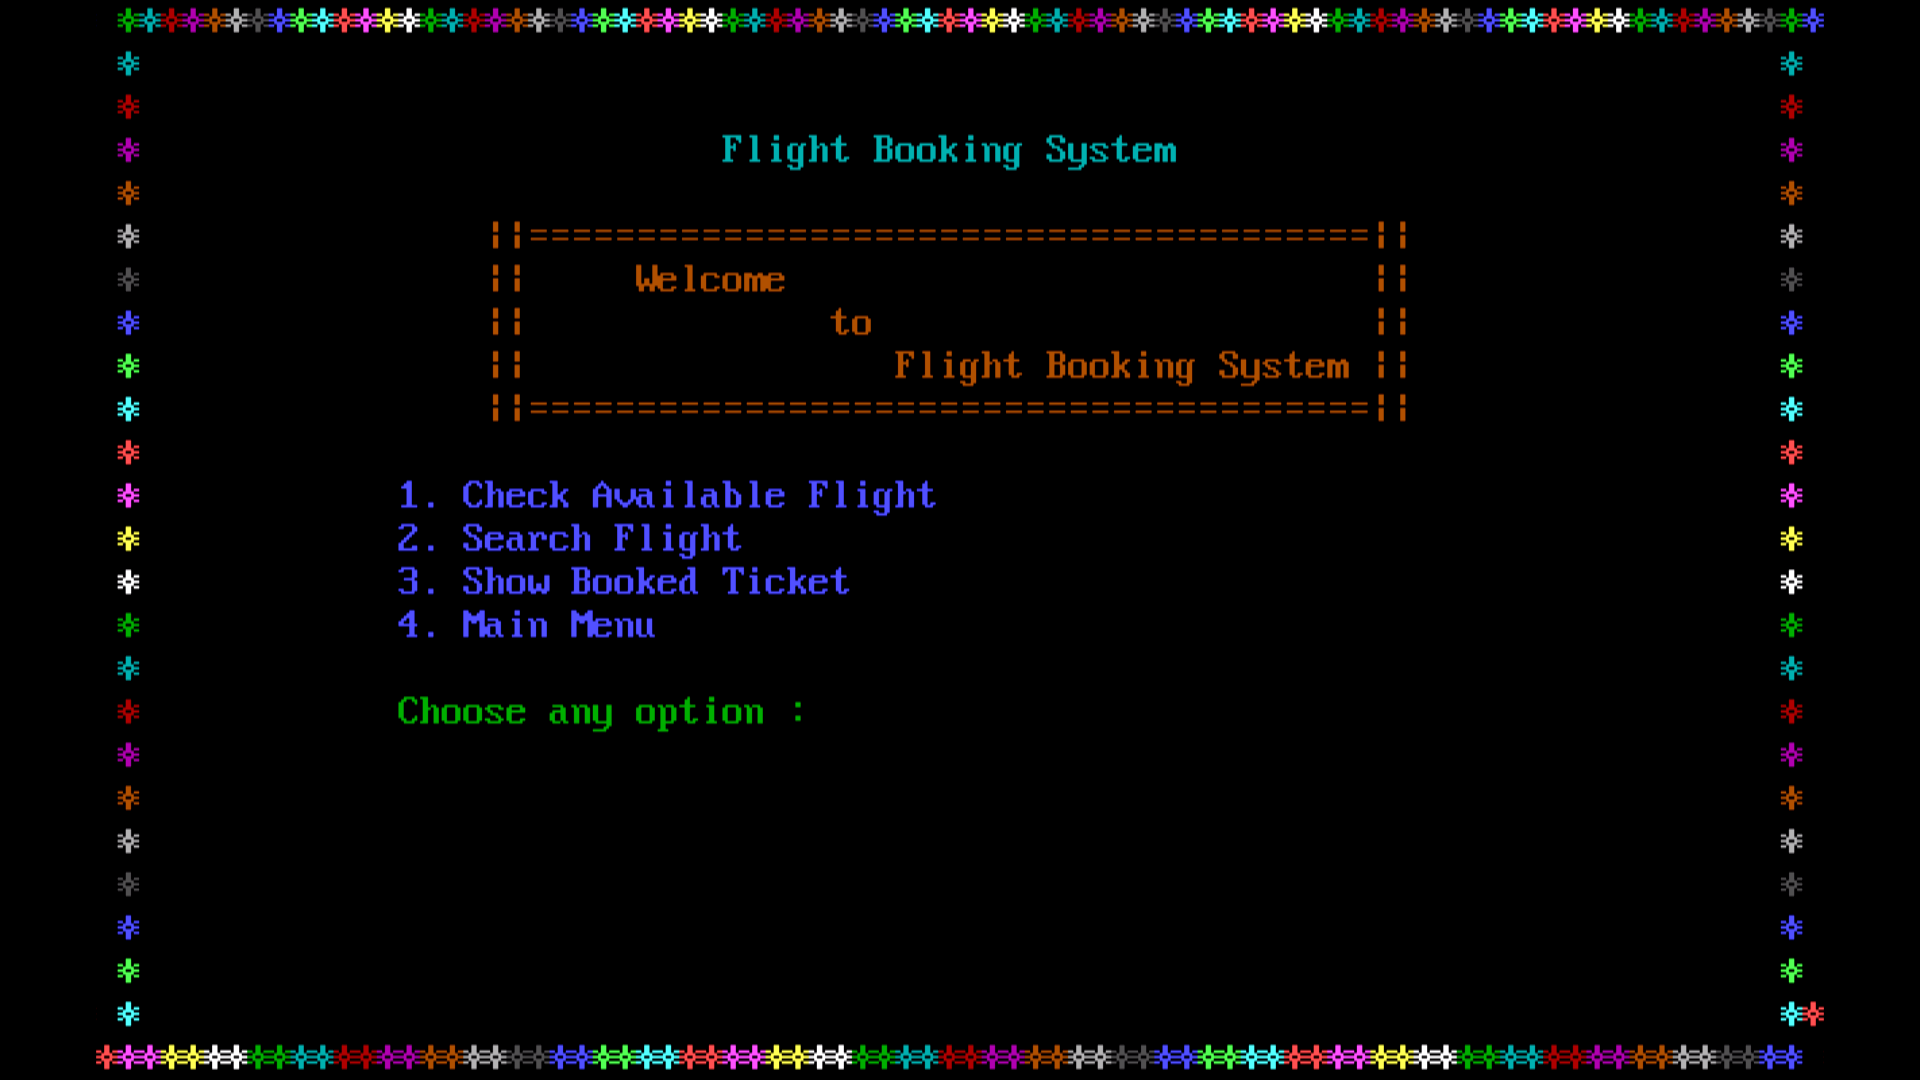 Flight Booking System
||=======================================||
|| Welcome ||
|| to ||
|| Flight Booking System ||
||=======================================||
1. Check Available Flight
2. Search Flight
3. Show Booked Ticket
4. Main Menu
Choose any option :